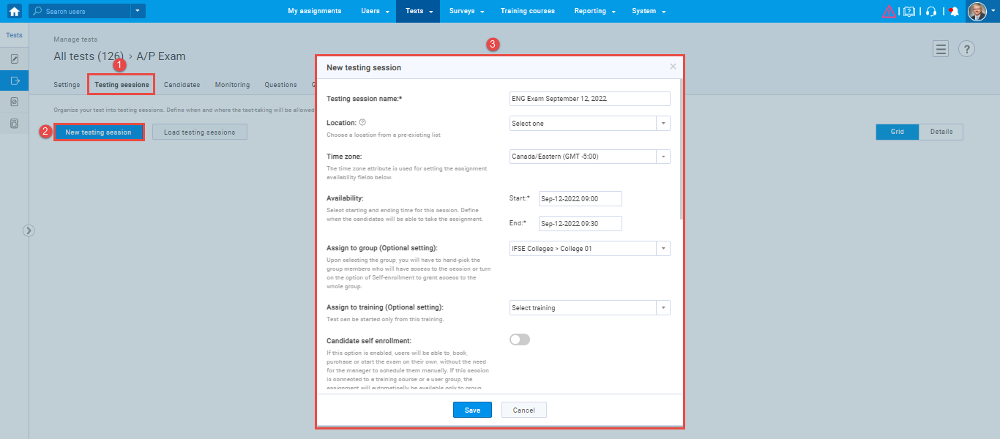 Search users
My assignments
Users
Tests
Surveys
Training courses
Reporting
System
Tests
Manage tests
All tests (126) › A/P Exam
1
Settings
Testing sessions
Candidates
Monitoring
Questions
Organize your test into testing sessions. Define when and where the test-taking will be allowed
2
New testing session
Load testing sessions
Grid
Details
?
3
New testing session
Testing session name:*
ENG Exam September 12, 2022
Location:
Select one
Choose a location from a pre-existing list
Time zone:
Canada/Eastern (GMT -5:00)
The time zone attribute is used for setting the assignment
availability fields below.
Availability:
Start:*
Sep-12-2022 09:00
Select starting and ending time for this session. Define
when the candidates will be able to take the assignment.
End:*
Sep-12-2022 09:30
Assign to group (Optional setting):
IFSE Colleges > College 01
Upon selecting the group, you will have to hand-pick the
group members who will have access to the session or turn
on the option of Self-enrollment to grant access to the
whole group.
Assign to training (Optional setting):
Select training
Test can be started only from this training.
Candidate self enrollment:
If this option is enabled, users will be able to, book,
purchase or start the exam on their own, without the need
for the manager to schedule them manually. If this session
is connected to a training course or a user group, the
assignment will automatically be available only to group
Save
Cancel